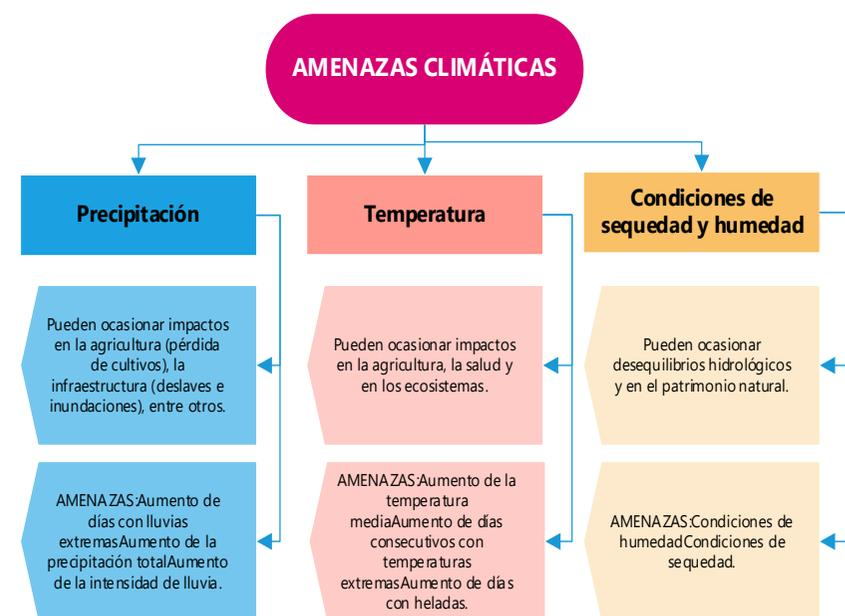 AMENAZAS CLIMÁTICAS
Precipitación
Temperatura
Condiciones de
sequedad y humedad
Pueden ocasionar impactos
en la agricultura (pérdida
de cultivos), la
infraestructura (deslaves e
inundaciones), entre otros.
Pueden ocasionar impactos
en la agricultura, la salud y
en los ecosistemas.
Pueden ocasionar
desequilibrios hidrológicos
y en el patrimonio natural.
AMENAZAS:Aumento de
días con lluvias
extremasAumento de la
precipitación totalAumento
de la intensidad de lluvia.
AMENAZAS:Aumento de la
temperatura
mediaAumento de días
consecutivos con
temperaturas
extremasAumento de días
con heladas.
AMENAZAS:Condiciones de
humedadCondiciones de
sequedad.